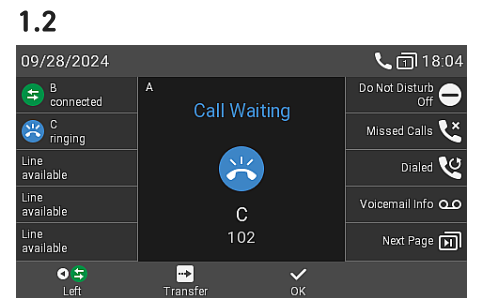 1.2
09/28/2024
1
18:04
B
connected
C
ringing
Line
available
Line
available
Line
available
A
Call Waiting
C
102
Do Not Disturb
Off
Missed Calls
Dialed
Voicemail Info
Next Page
Left
Transfer
OK